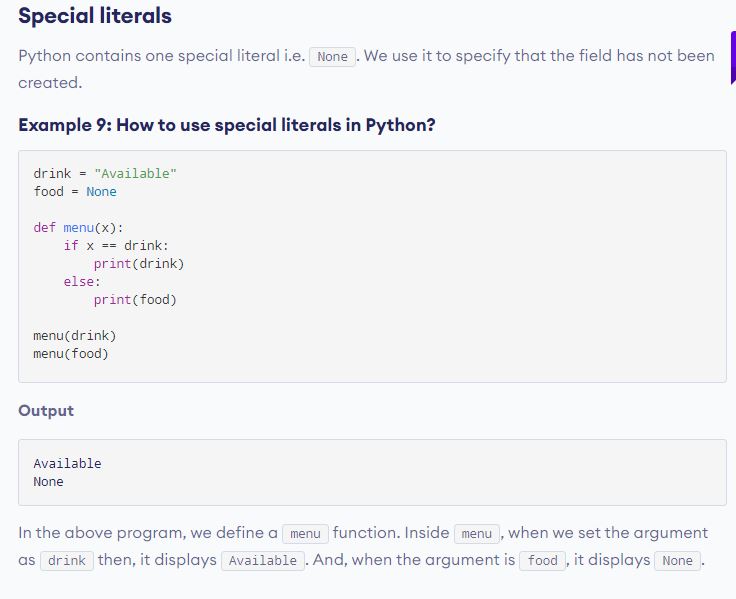 Special literals
Python contains one special literal i.e. None . We use it to specify that the field has not been
created.
Example 9: How to use special literals in Python?
drink = "Available"
food = None

def menu(x):
    if x == drink:
        print(drink)
    else:
        print(food)

menu(drink)
menu(food)
Output
Available
None
In the above program, we define a menu function. Inside menu , when we set the argument
as drink then, it displays Available . And, when the argument is food , it displays None .